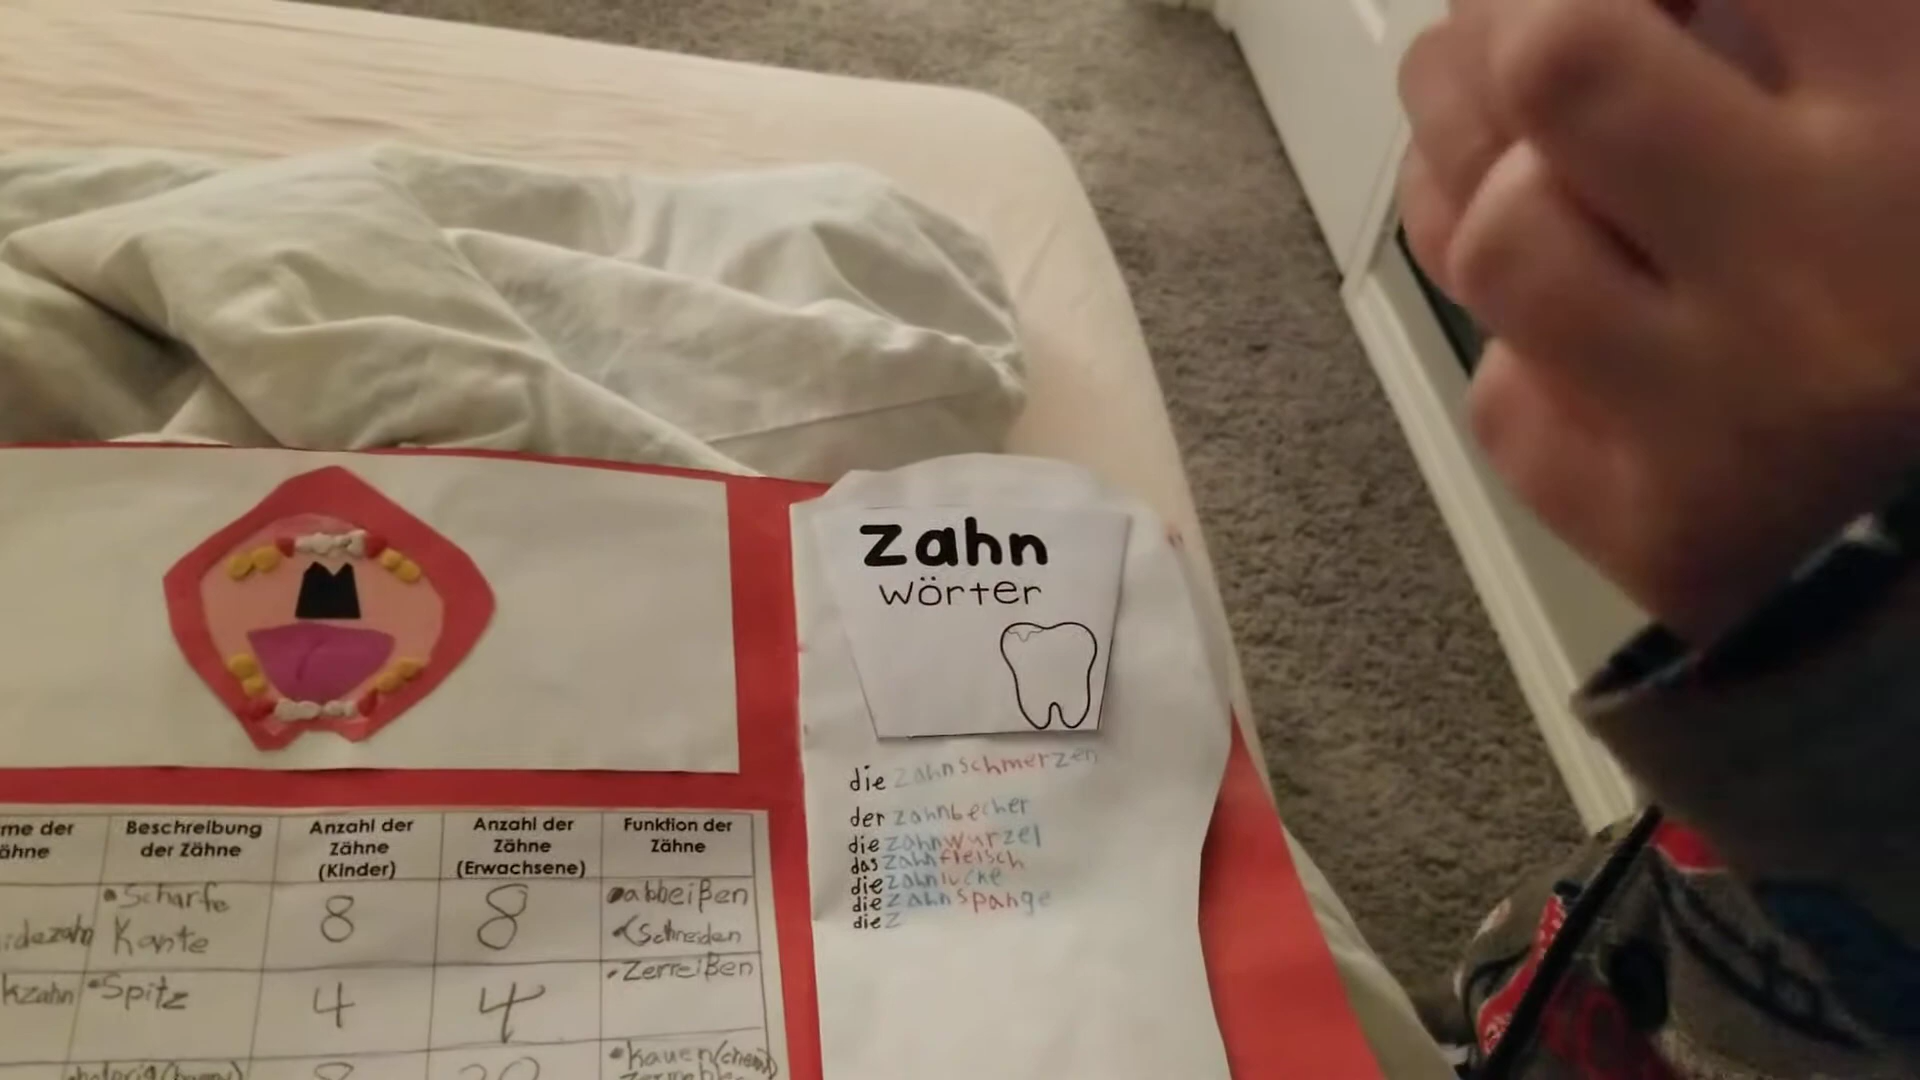 Zahn
wörter
die zahnschmerzen
der zahnbecher
die zahnwurzel
das zahnfleisch
die zahnlücke
die zahnspange
die z
Beschreibung der Zähne
Anzahl der Zähne (Kinder)
Anzahl der Zähne (Erwachsene)
Funktion der Zähne
•Scharfe Kante
8
8
•abbeißen
(Schneiden
kzahn
•Spitz
4
4
•Zerreißen
•kauen